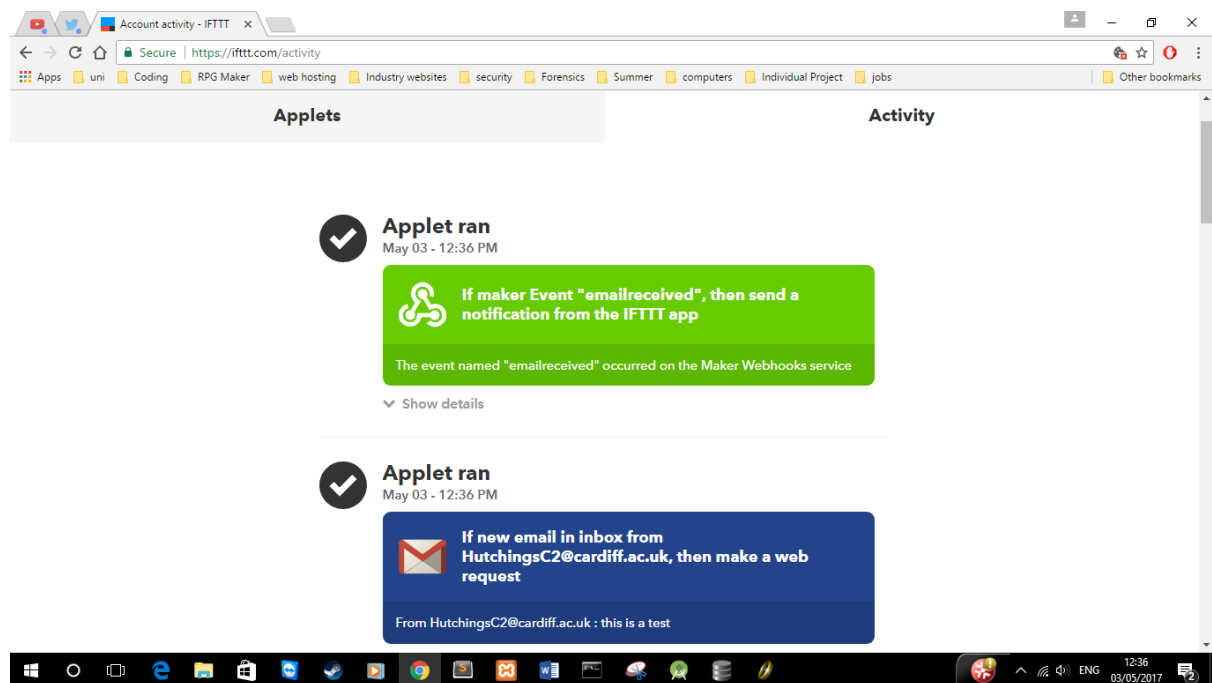 Account activity - IFTTT
Secure | https://ifttt.com/activity
Apps uni Coding RPG Maker web hosting Industry websites security Forensics Summer computers Individual Project jobs Other bookmarks
Applets Activity
Applet ran
May 03 - 12:36 PM
If maker Event "emailreceived", then send a
notification from the IFTTT app
The event named "emailreceived" occurred on the Maker Webhooks service
Show details
Applet ran
May 03 - 12:36 PM
If new email in inbox from
HutchingsC2@cardiff.ac.uk, then make a web
request
From HutchingsC2@cardiff.ac.uk : this is a test
ENG 12:36
03/05/2017
2